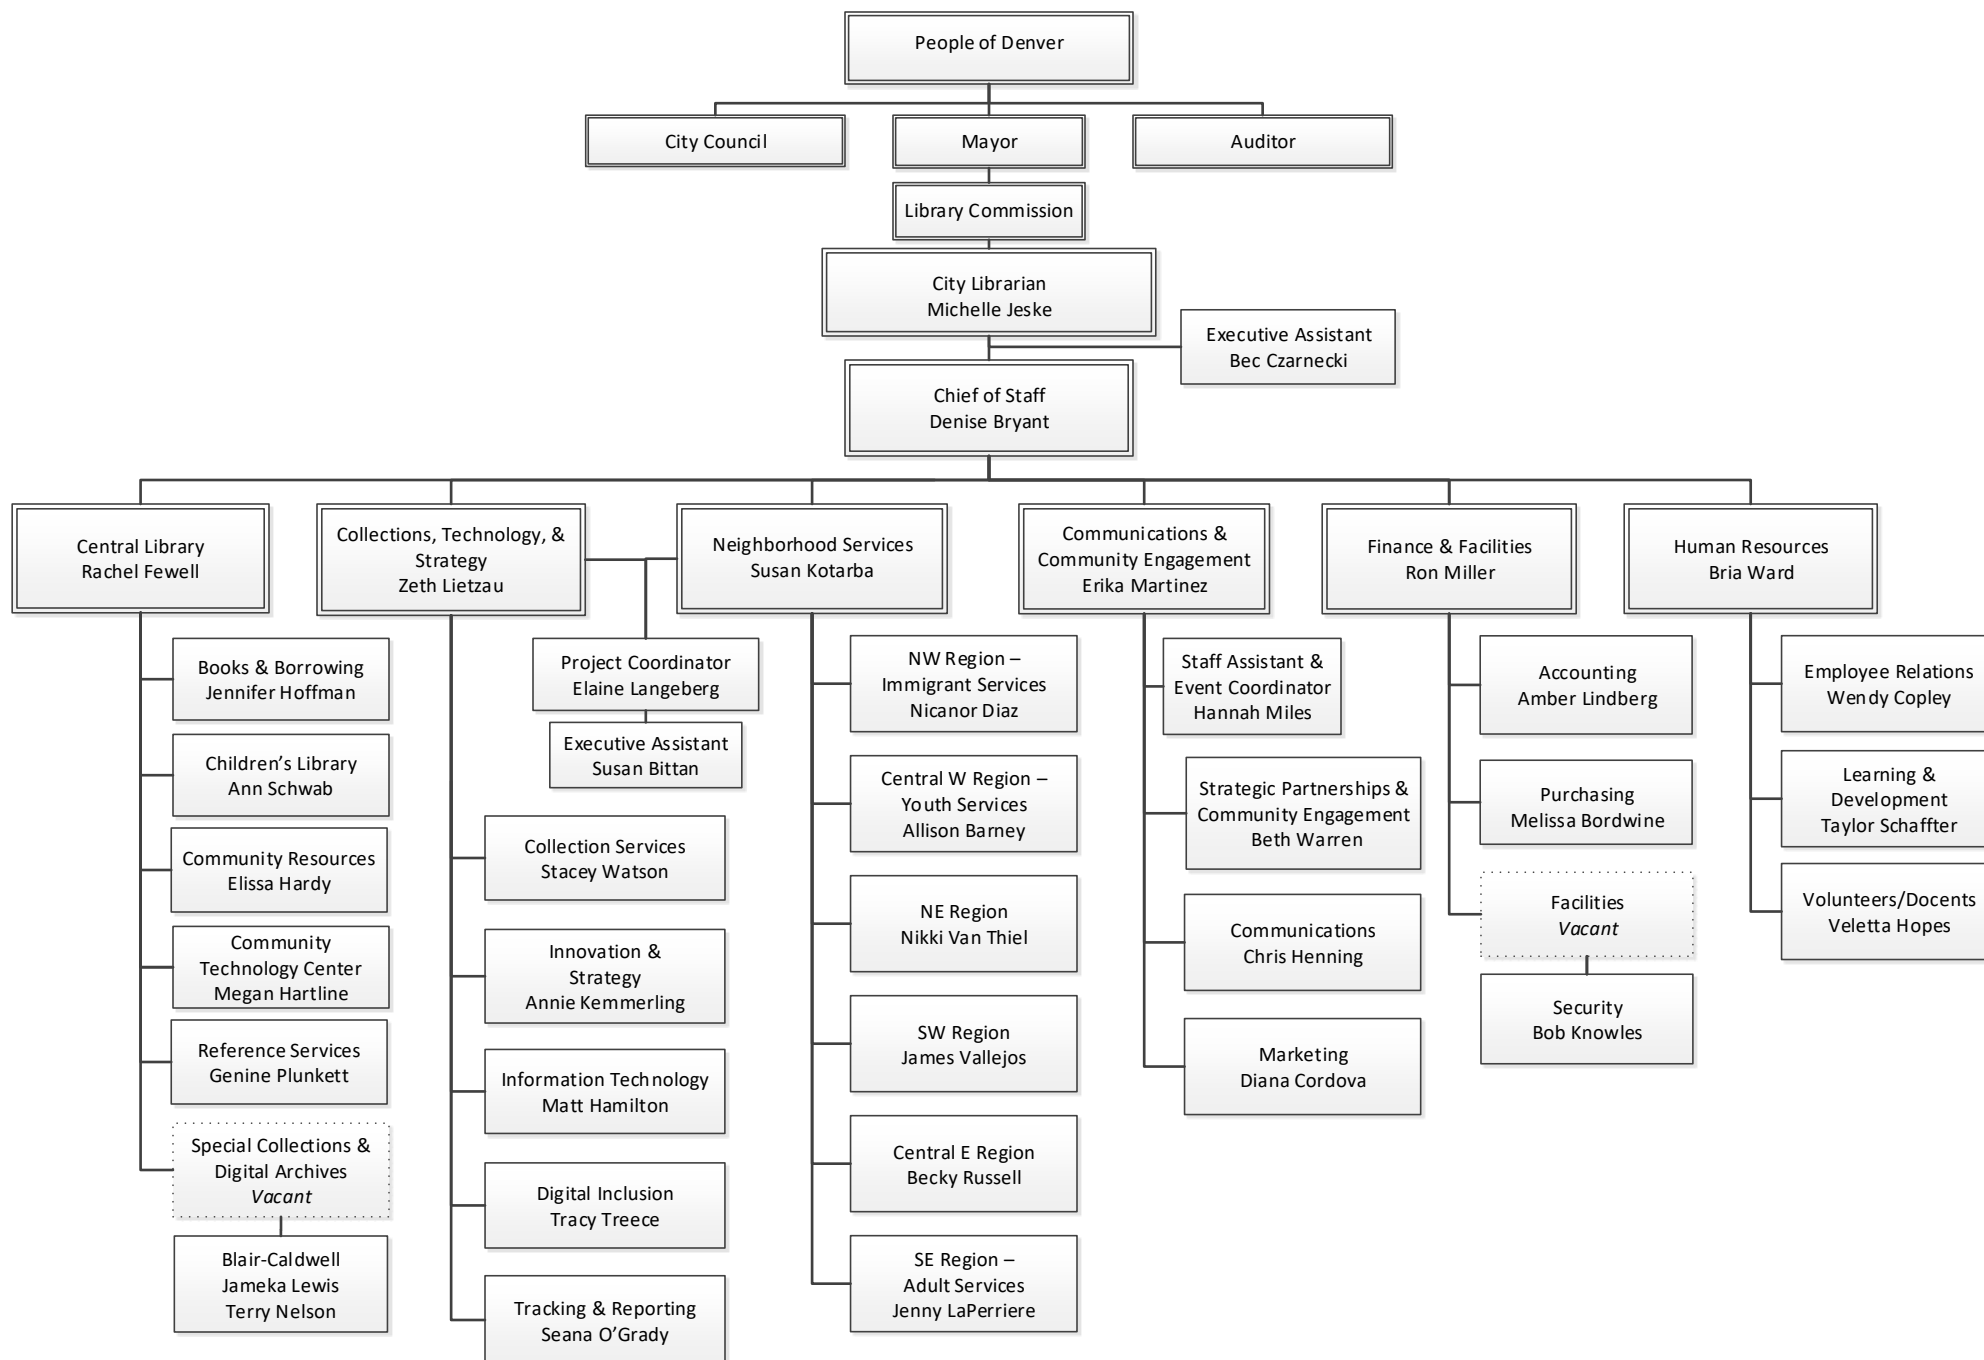 People of Denver
City Council
Mayor
Auditor
Library Commission
City Librarian
Michelle Jeske
Executive Assistant
Bec Czarnecki
Chief of Staff
Denise Bryant
Central Library
Rachel Fewell
Collections, Technology, &
Strategy
Zeth Lietzau
Neighborhood Services
Susan Kotarba
Communications &
Community Engagement
Erika Martinez
Finance & Facilities
Ron Miller
Human Resources
Bria Ward
Books & Borrowing
Jennifer Hoffman
Children’s Library
Ann Schwab
Community Resources
Elissa Hardy
Community
Technology Center
Megan Hartline
Reference Services
Genine Plunkett
Special Collections &
Digital Archives
Vacant
Blair-Caldwell
Jameka Lewis
Terry Nelson
Project Coordinator
Elaine Langeberg
Executive Assistant
Susan Bittan
Collection Services
Stacey Watson
Innovation &
Strategy
Annie Kemmerling
Information Technology
Matt Hamilton
Digital Inclusion
Tracy Treece
Tracking & Reporting
Seana O’Grady
NW Region –
Immigrant Services
Nicanor Diaz
Central W Region –
Youth Services
Allison Barney
NE Region
Nikki Van Thiel
SW Region
James Vallejos
Central E Region
Becky Russell
SE Region –
Adult Services
Jenny LaPerriere
Staff Assistant &
Event Coordinator
Hannah Miles
Strategic Partnerships &
Community Engagement
Beth Warren
Communications
Chris Henning
Marketing
Diana Cordova
Accounting
Amber Lindberg
Purchasing
Melissa Bordwine
Facilities
Vacant
Security
Bob Knowles
Employee Relations
Wendy Copley
Learning &
Development
Taylor Schaffter
Volunteers/Docents
Veletta Hopes